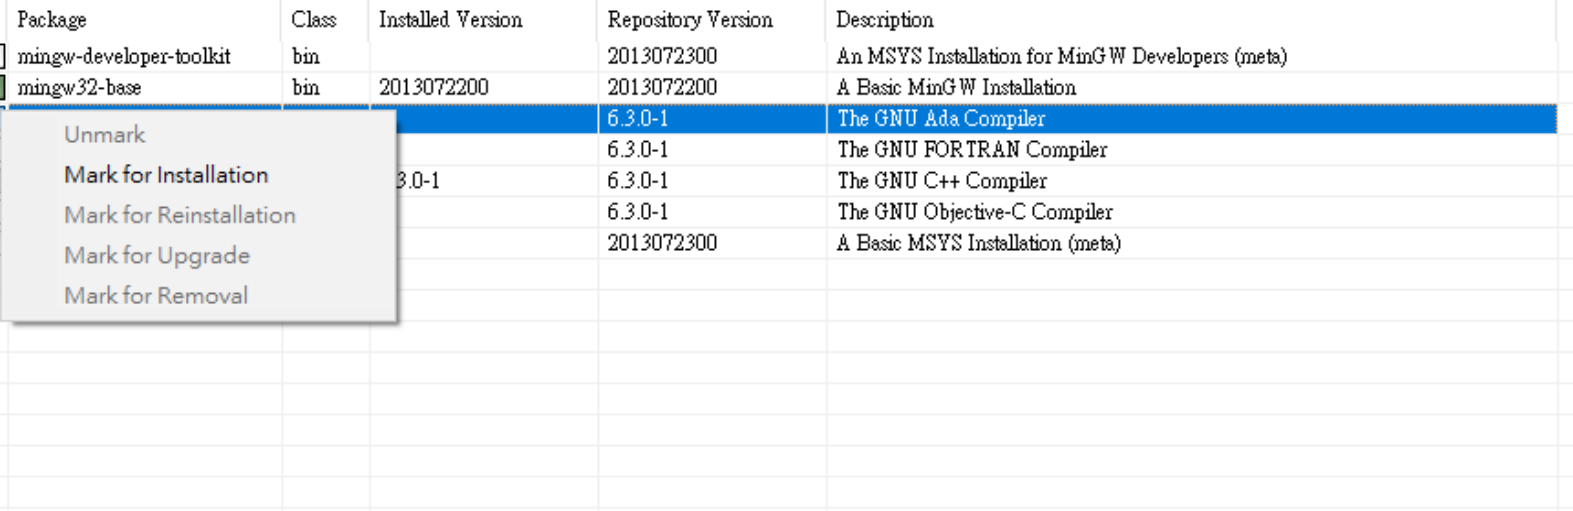 Package Class Installed Version Repository Version Description
mingw-developer-toolkit bin 2013072300 An MSYS Installation for MinGW Developers (meta)
mingw32-base bin 2013072200 2013072200 A Basic MinGW Installation
6.3.0-1 The GNU Ada Compiler
6.3.0-1 The GNU FORTRAN Compiler
3.0-1 6.3.0-1 The GNU C++ Compiler
6.3.0-1 The GNU Objective-C Compiler
2013072300 A Basic MSYS Installation (meta)
Unmark
Mark for Installation
Mark for Reinstallation
Mark for Upgrade
Mark for Removal